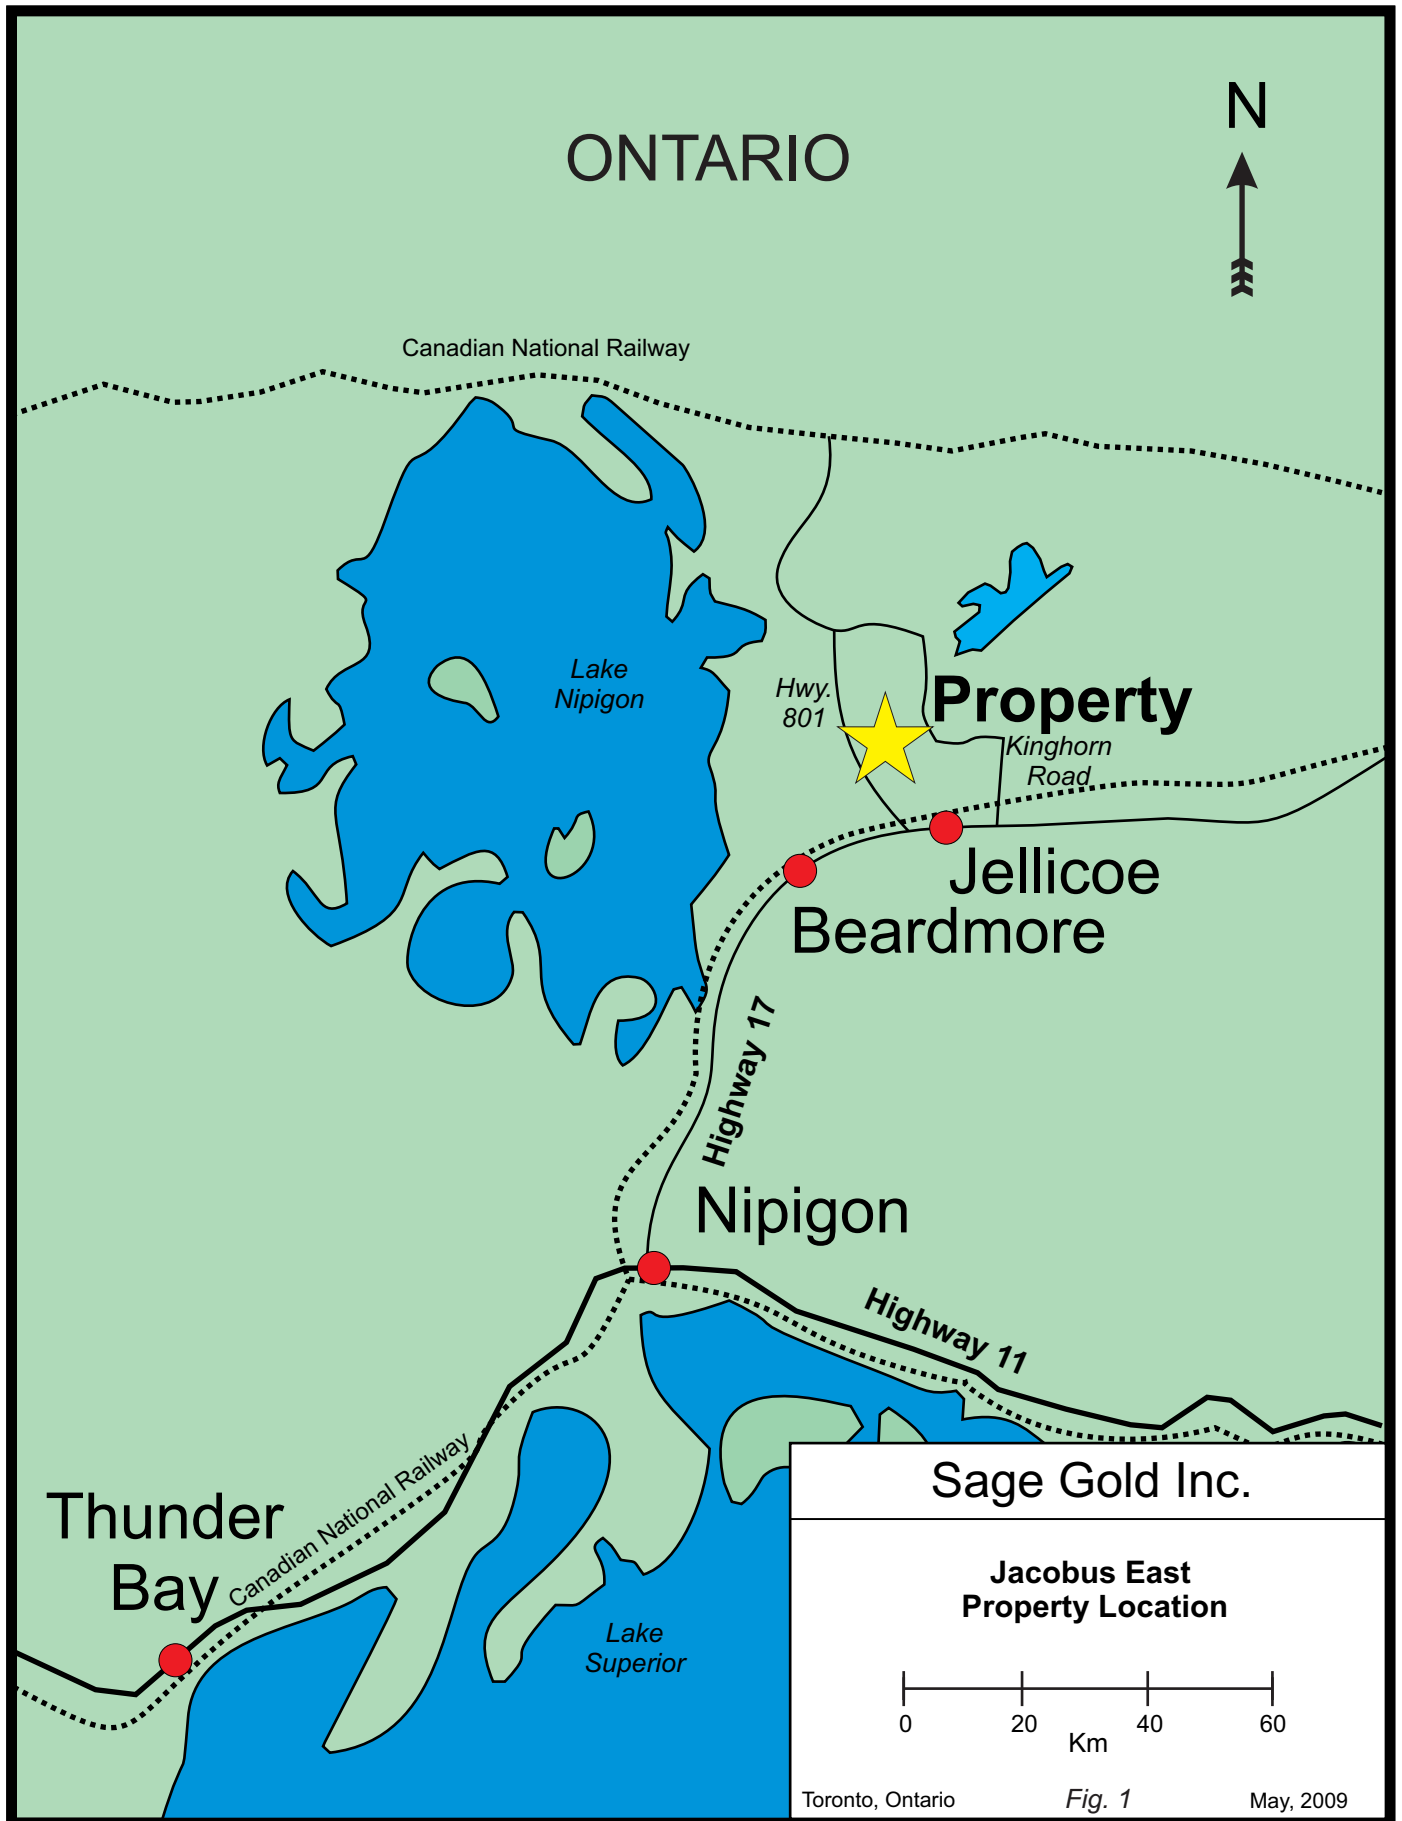 N
ONTARIO
Canadian National Railway
Lake
Nipigon
Hwy.
801
Property
Kinghorn
Road
Jellicoe
Beardmore
Highway 17
Nipigon
Highway 11
Canadian National Railway
Thunder
Bay
Lake
Superior
Sage Gold Inc.
Jacobus East
Property Location
0 20 40 60
Km
Toronto, Ontario Fig. 1 May, 2009